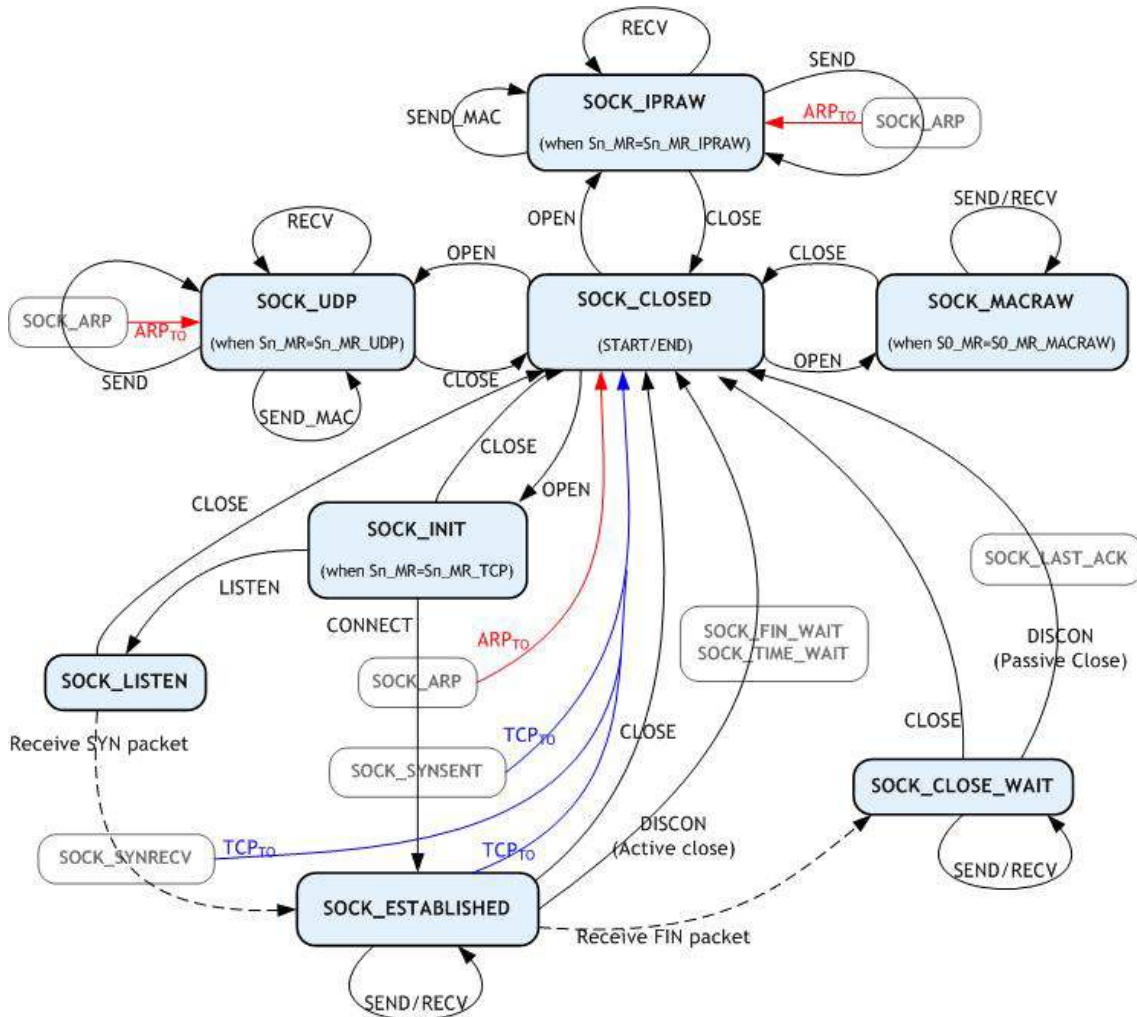 RECV
SEND
SOCK_IPRAW
(when Sn_MR=Sn_MR_IPRAW)
SEND_MAC
ARPTO
SOCK_ARP
OPEN
CLOSE
SEND/RECV
RECV
OPEN
CLOSE
SOCK_UDP
(when Sn_MR=Sn_MR_UDP)
SOCK_CLOSED
(START/END)
SOCK_MACRAW
(when S0_MR=S0_MR_MACRAW)
SOCK_ARP
ARPTO
SEND
CLOSE
OPEN
SEND_MAC
CLOSE
OPEN
CLOSE
SOCK_INIT
(when Sn_MR=Sn_MR_TCP)
LISTEN
CONNECT
SOCK_LAST_ACK
SOCK_FIN_WAIT
SOCK_TIME_WAIT
ARPTO
SOCK_ARP
DISCON
(Passive Close)
SOCK_LISTEN
Receive SYN packet
CLOSE
CLOSE
TCPTO
SOCK_SYNSENT
SOCK_CLOSE_WAIT
DISCON
(Active close)
SOCK_SYNRECV
TCPTO
TCPTO
SEND/RECV
SOCK_ESTABLISHED
Receive FIN packet
SEND/RECV